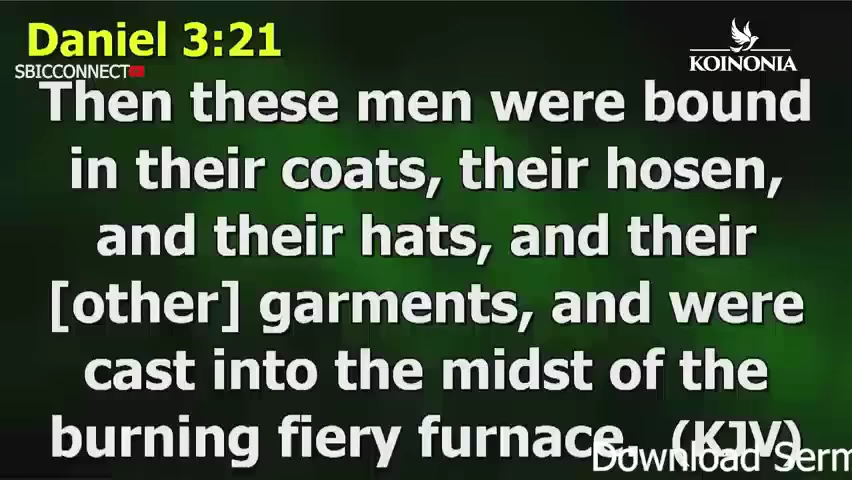 Daniel 3:21
KOINONIA
SBICCONNECT
Then these men were bound
in their coats, their hosen,
and their hats, and their
[other] garments, and were
cast into the midst of the
burning fiery furnace. (KJV)
Download Serm